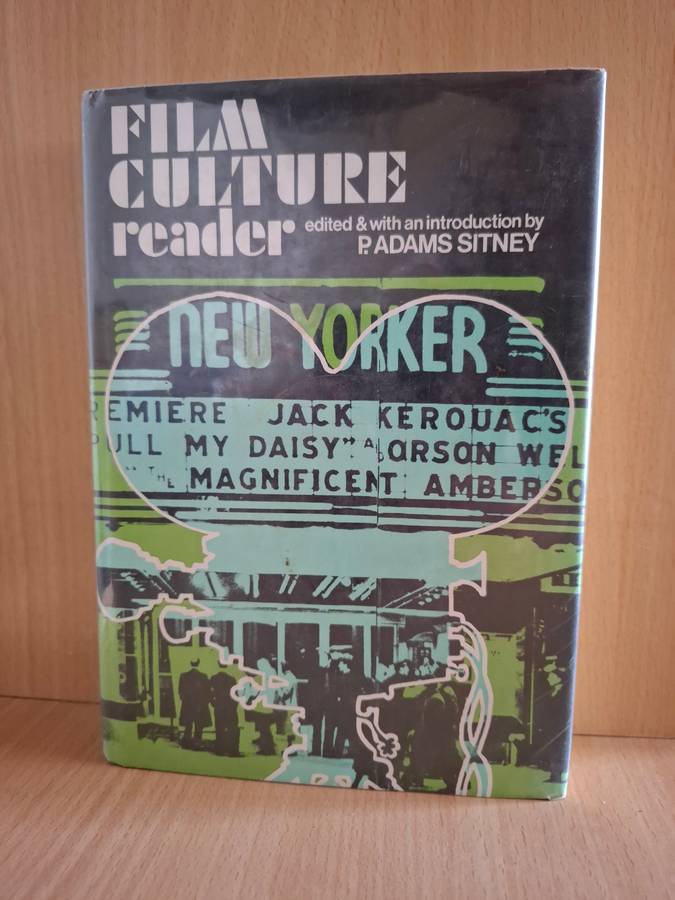 FILM
CULTURE
reader
edited & with an introduction by
P. ADAMS SITNEY
NEW YORKER
REMIERE JACK KEROUAC'S
PULL MY DAISY" & ORSON WEL
THE MAGNIFICENT AMBERSO